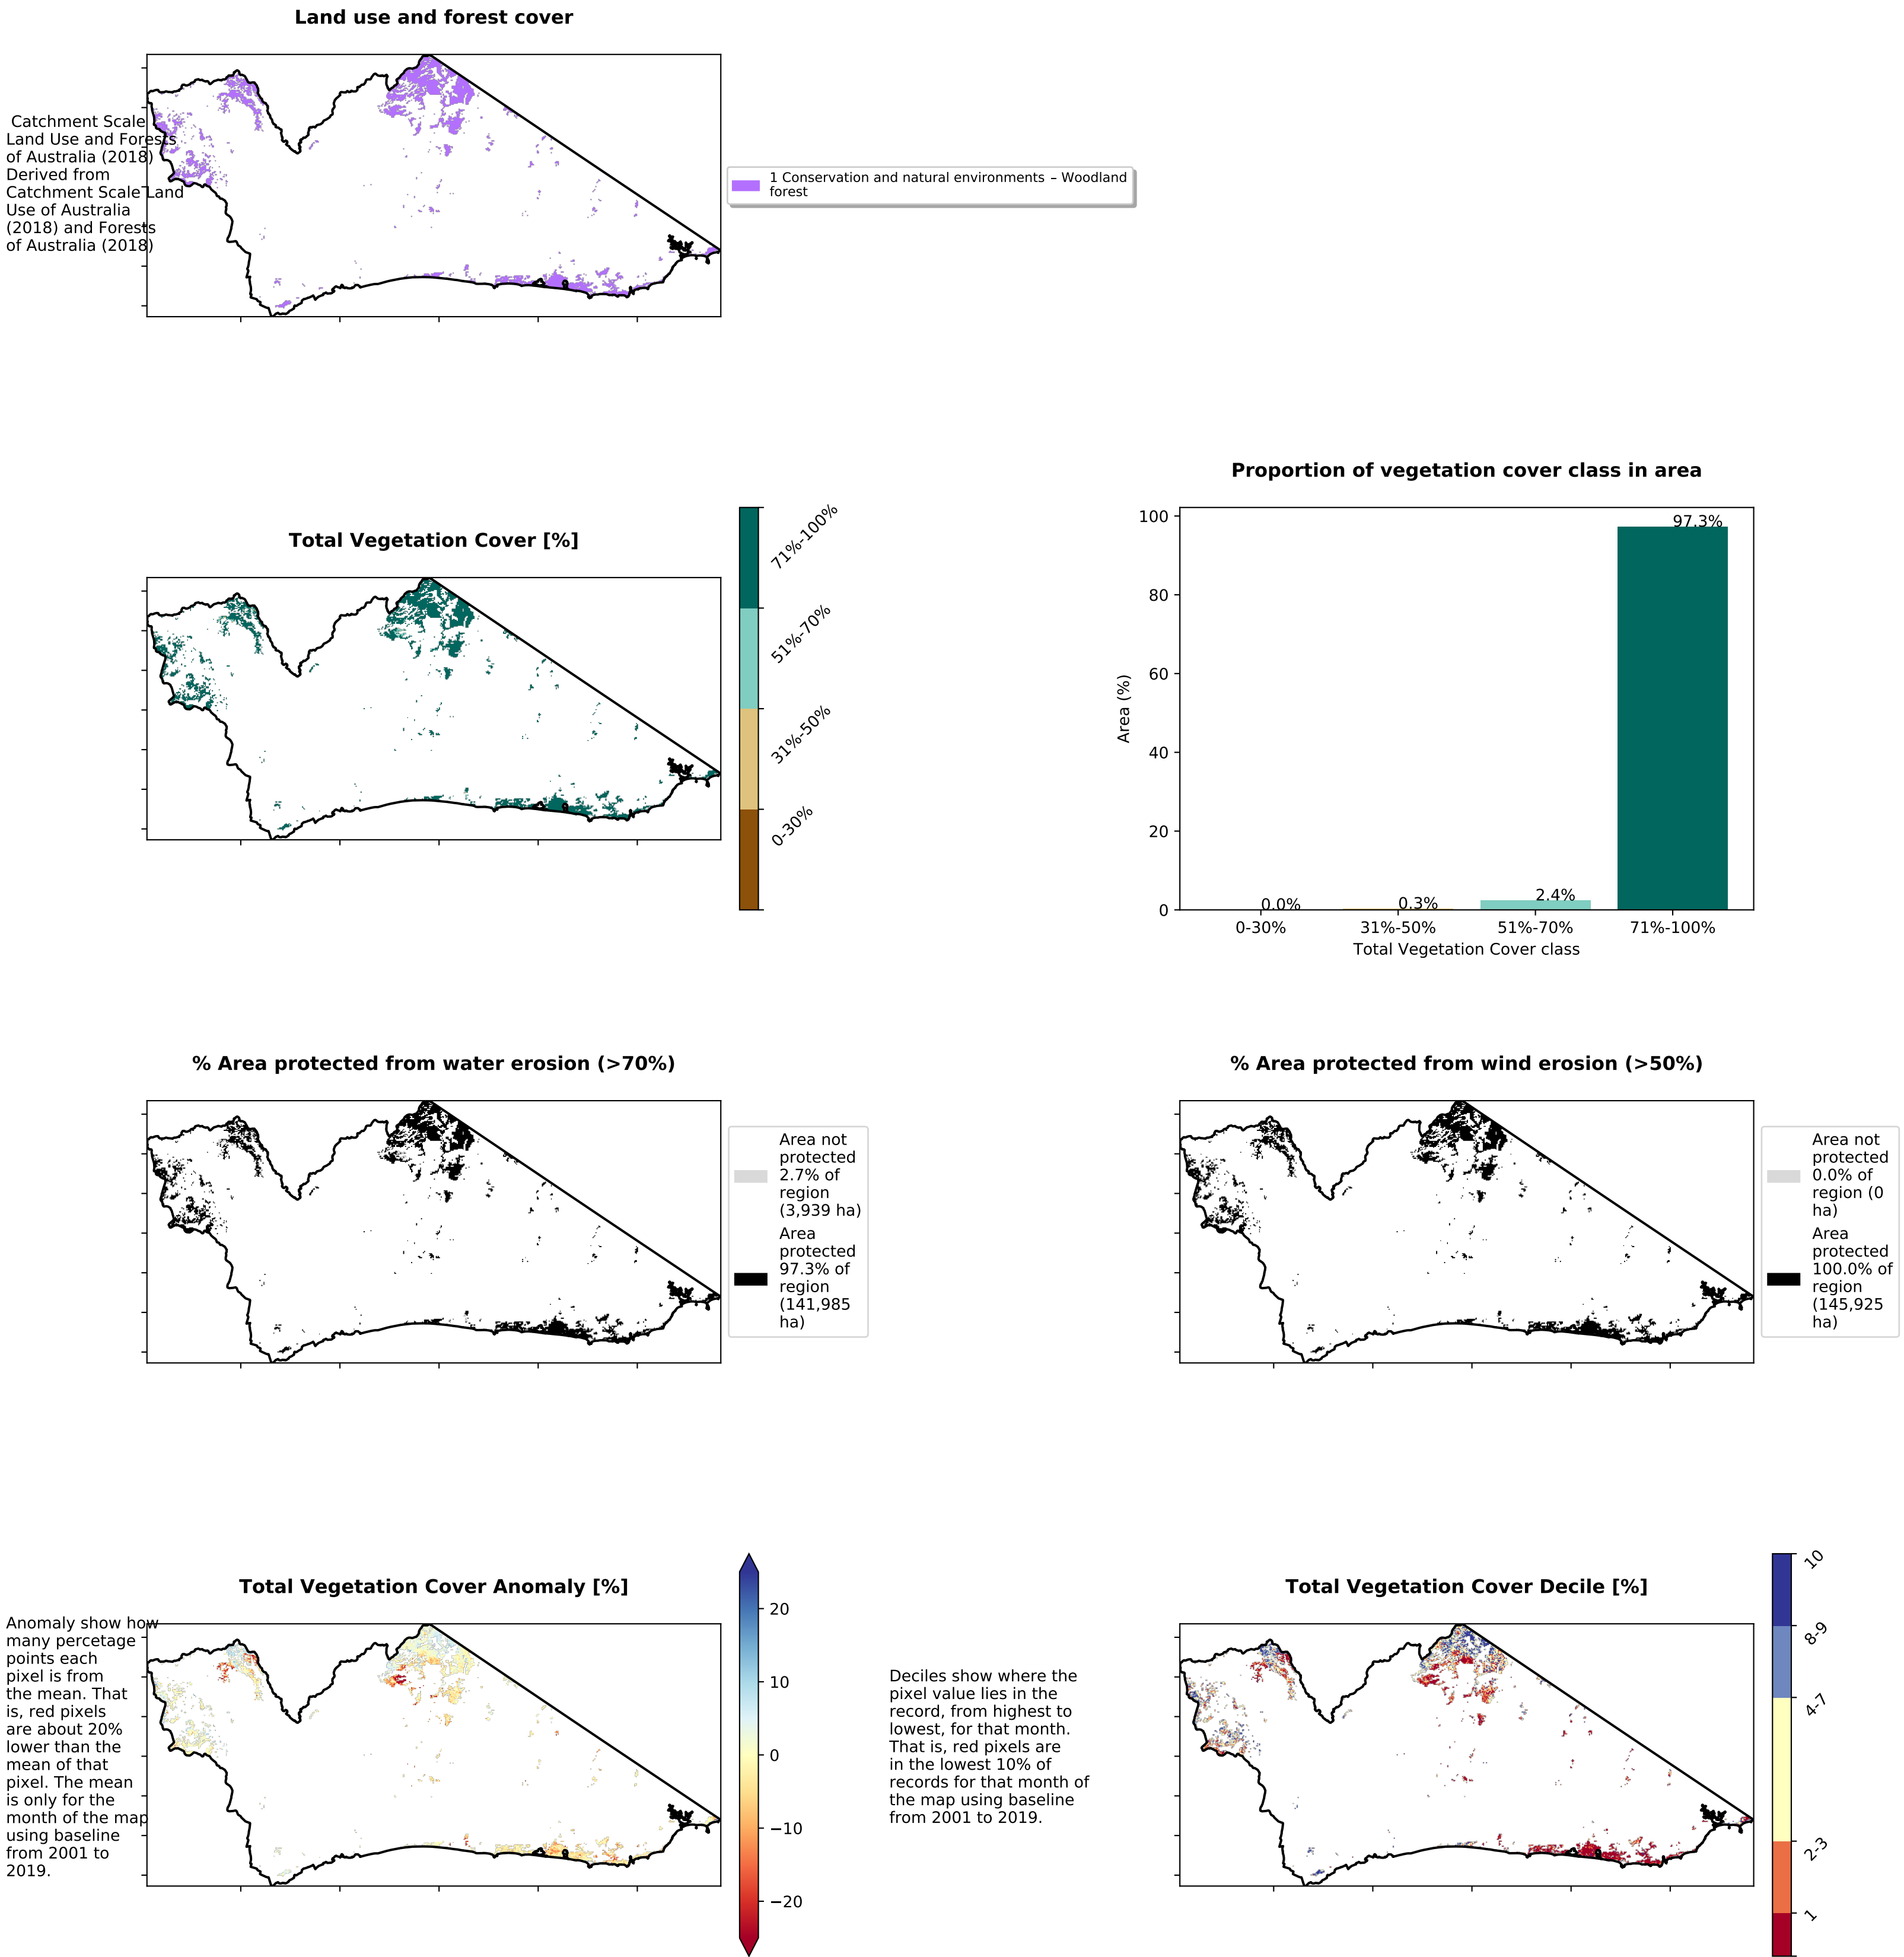 Land use and forest cover
Catchment Scale
Land Use and Forests
of Australia (2018)
Derived from
Catchment Scale Land
Use of Australia
(2018) and Forests
of Australia (2018)
1 Conservation and natural environments – Woodland
forest
Total Vegetation Cover [%]
71%-100%
51%-70%
31%-50%
0-30%
Proportion of vegetation cover class in area
Area (%)
100
80
60
40
20
0
0.0%
0.3%
2.4%
97.3%
0-30%
31%-50%
51%-70%
71%-100%
Total Vegetation Cover class
% Area protected from water erosion (>70%)
Area not
protected
2.7% of
region
(3,939 ha)
Area
protected
97.3% of
region
(141,985
ha)
% Area protected from wind erosion (>50%)
Area not
protected
0.0% of
region (0
ha)
Area
protected
100.0% of
region
(145,925
ha)
Total Vegetation Cover Anomaly [%]
Anomaly show how
many percetage
points each
pixel is from
the mean. That
is, red pixels
are about 20%
lower than the
mean of that
pixel. The mean
is only for the
month of the map
using baseline
from 2001 to
2019.
20
10
0
−10
−20
Total Vegetation Cover Decile [%]
Deciles show where the
pixel value lies in the
record, from highest to
lowest, for that month.
That is, red pixels are
in the lowest 10% of
records for that month of
the map using baseline
from 2001 to 2019.
10
8-9
4-7
2-3
1